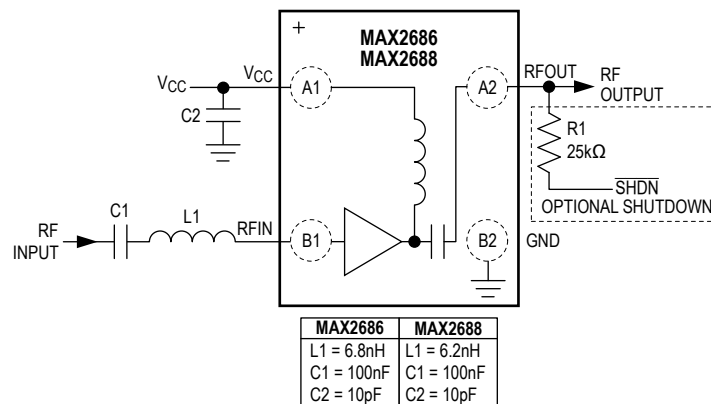 +
MAX2686
MAX2688
VCC
VCC
A1
A2
RFOUT
RF
OUTPUT
C2
R1
25kΩ
SHDN
OPTIONAL SHUTDOWN
RF
INPUT
C1
L1
RFIN
B1
B2
GND
MAX2686 MAX2688
L1 = 6.8nH L1 = 6.2nH
C1 = 100nF C1 = 100nF
C2 = 10pF C2 = 10pF